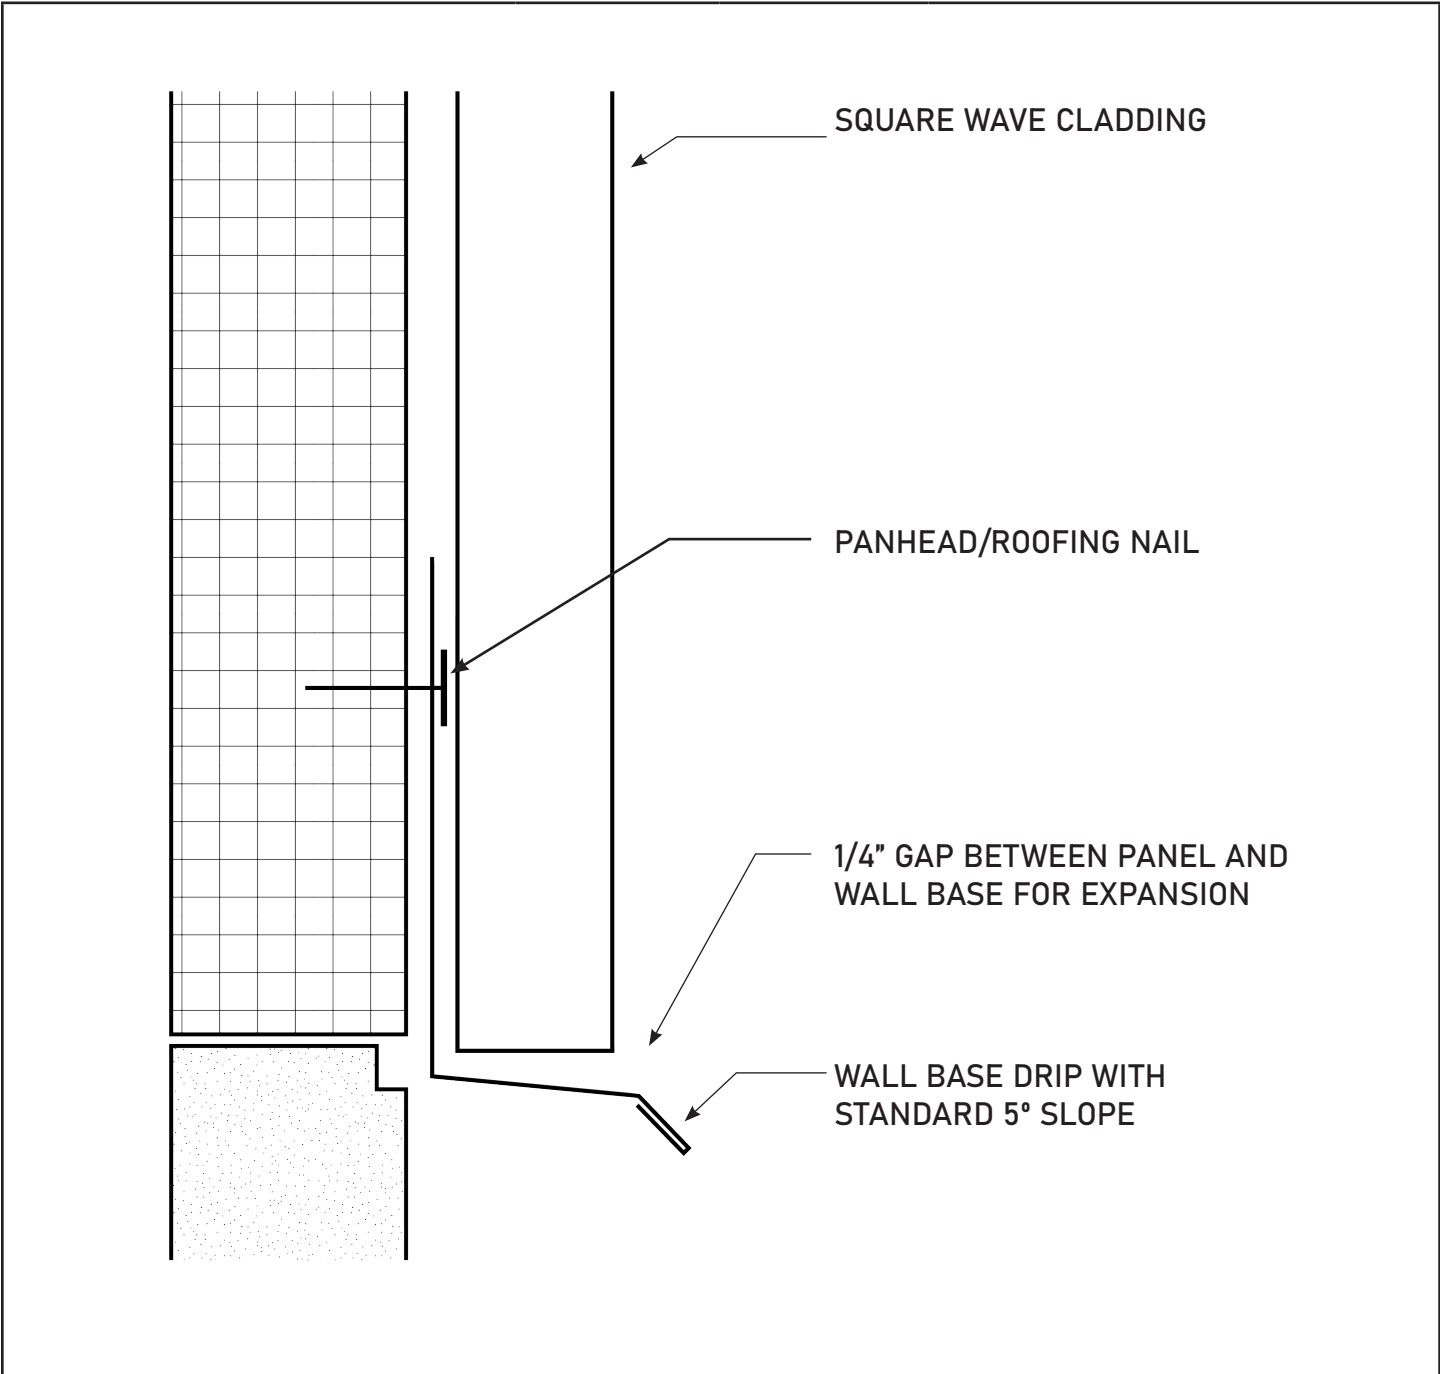 SQUARE WAVE CLADDING
PANHEAD/ROOFING NAIL
1/4” GAP BETWEEN PANEL AND
WALL BASE FOR EXPANSION
WALL BASE DRIP WITH
STANDARD 5º SLOPE